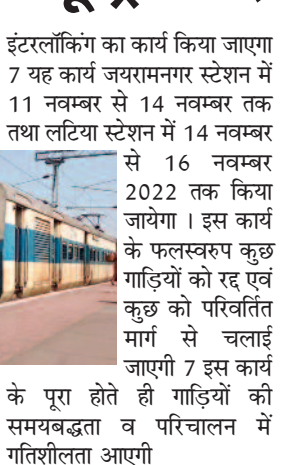 इंटरलॉकिंग का कार्य किया जाएगा
7 यह कार्य जयरामनगर स्टेशन में
11 नवम्बर से 14 नवम्बर तक
तथा लटिया स्टेशन में 14 नवम्बर
से 16 नवम्बर
2022 तक किया
जायेगा । इस कार्य
के फलस्वरुप कुछ
गाड़ियों को रद्द एवं
कुछ को परिवर्तित
मार्ग से चलाई
जाएगी 7 इस कार्य
के पूरा होते ही गाड़ियों की
समयबद्धता व परिचालन में
गतिशीलता आएगी